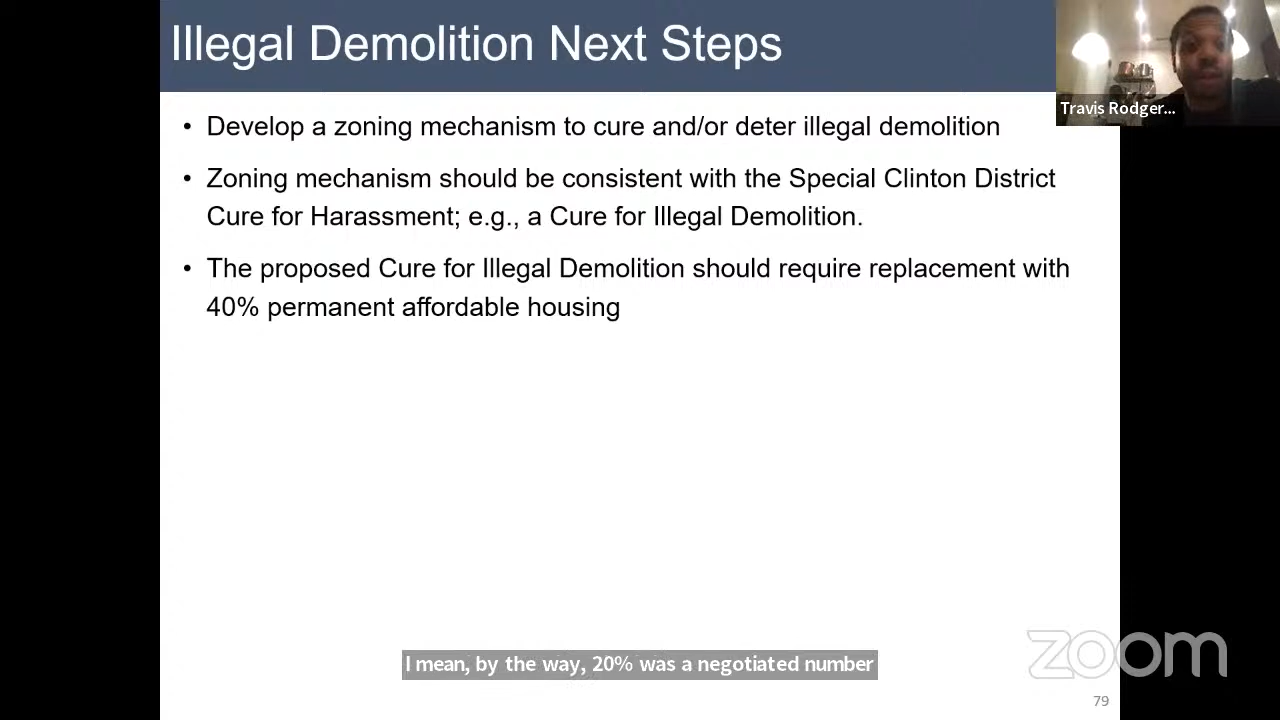 Illegal Demolition Next Steps
Travis Rodger...
• Develop a zoning mechanism to cure and/or deter illegal demolition
• Zoning mechanism should be consistent with the Special Clinton District
Cure for Harassment; e.g., a Cure for Illegal Demolition.
• The proposed Cure for Illegal Demolition should require replacement with
40% permanent affordable housing
I mean, by the way, 20% was a negotiated number
zoom
79